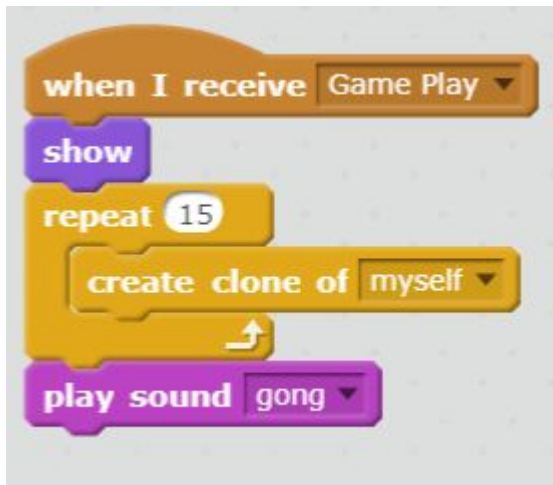 when I receive Game Play
show
repeat 15
create clone of myself
play sound gong